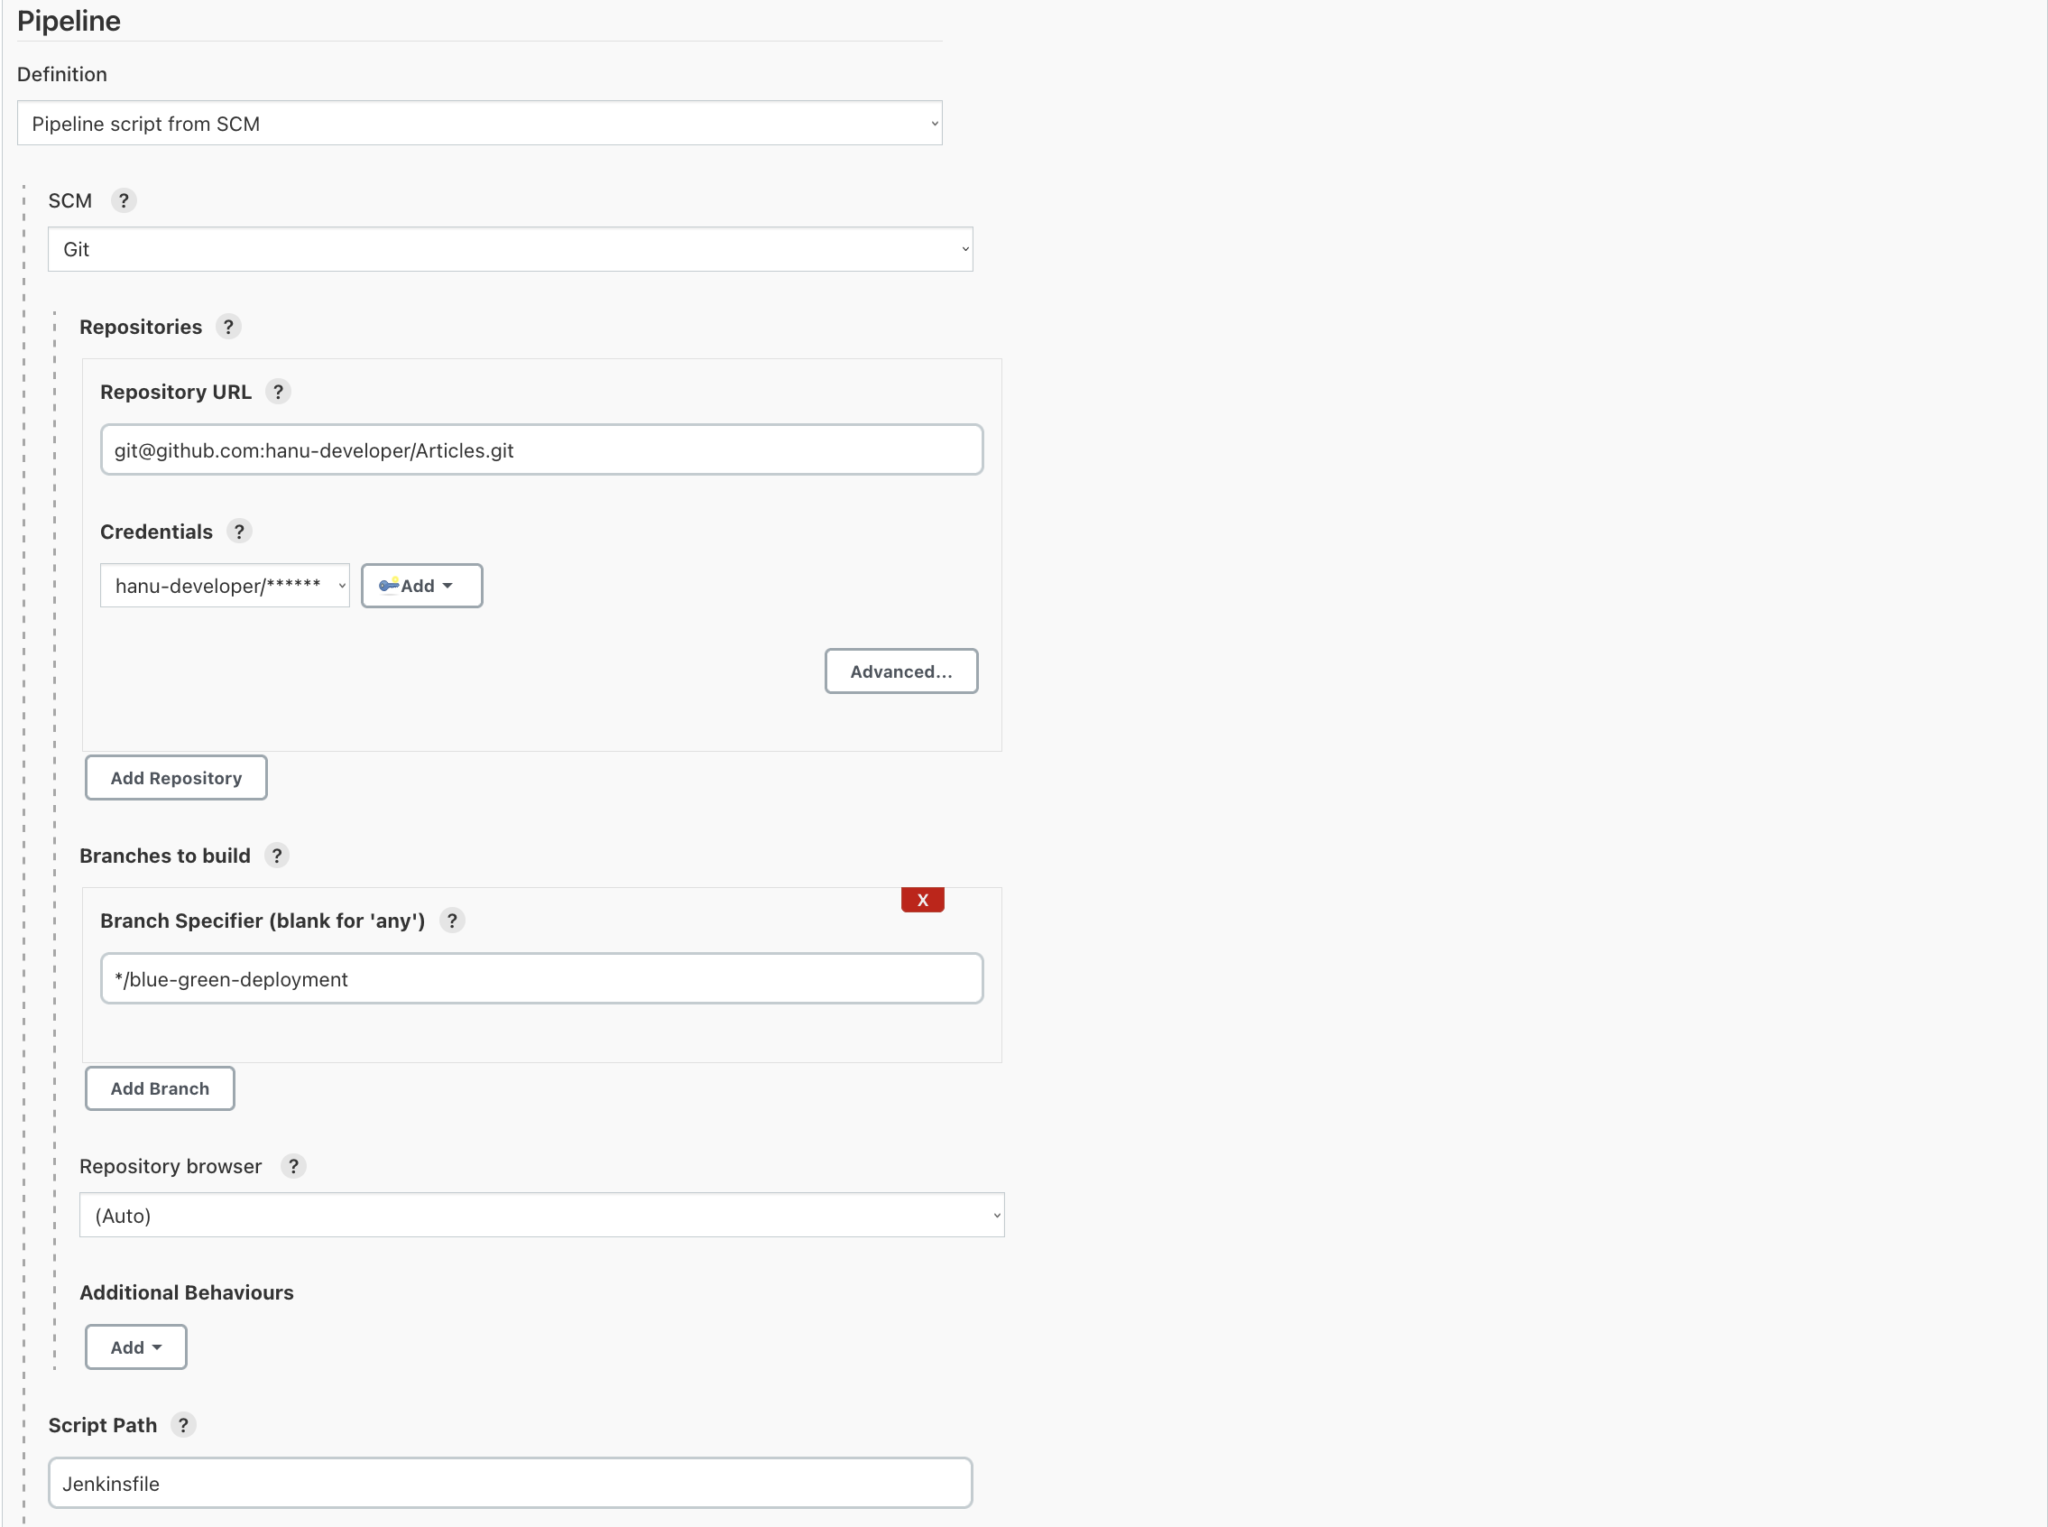 Pipeline
Definition
Pipeline script from SCM
SCM ?
Git
Repositories ?
Repository URL ?
git@github.com:hanu-developer/Articles.git
Credentials ?
hanu-developer/****** Add
Advanced...
Add Repository
Branches to build ?
X
Branch Specifier (blank for 'any') ?
*/blue-green-deployment
Add Branch
Repository browser ?
(Auto)
Additional Behaviours
Add
Script Path ?
Jenkinsfile